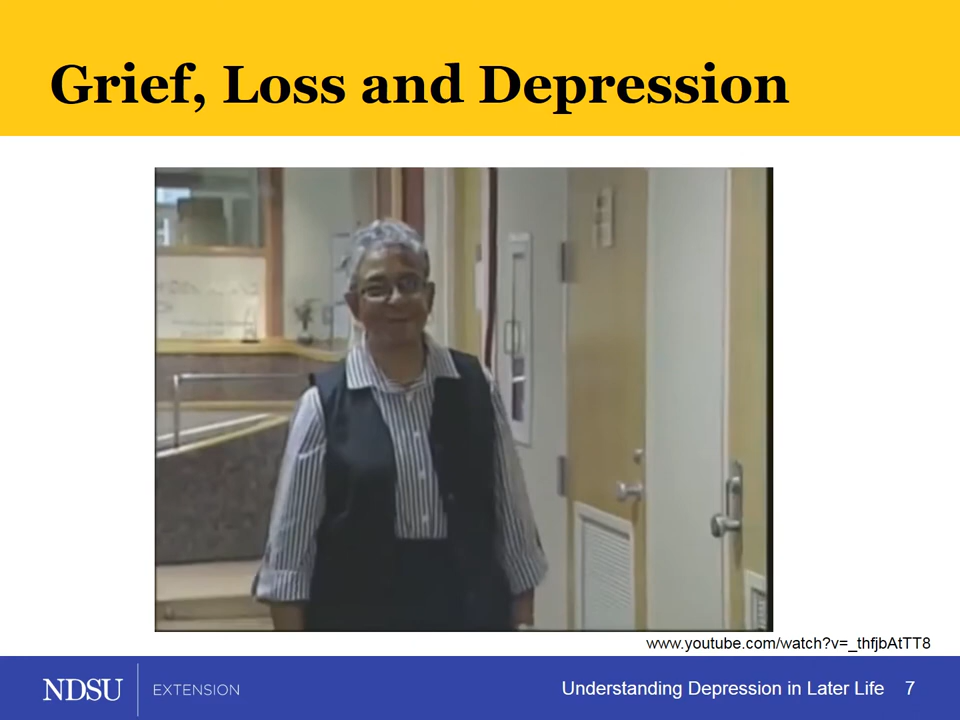 Grief, Loss and Depression
www.youtube.com/watch?v=_thfjbAtTT8
NDSU EXTENSION
Understanding Depression in Later Life 7